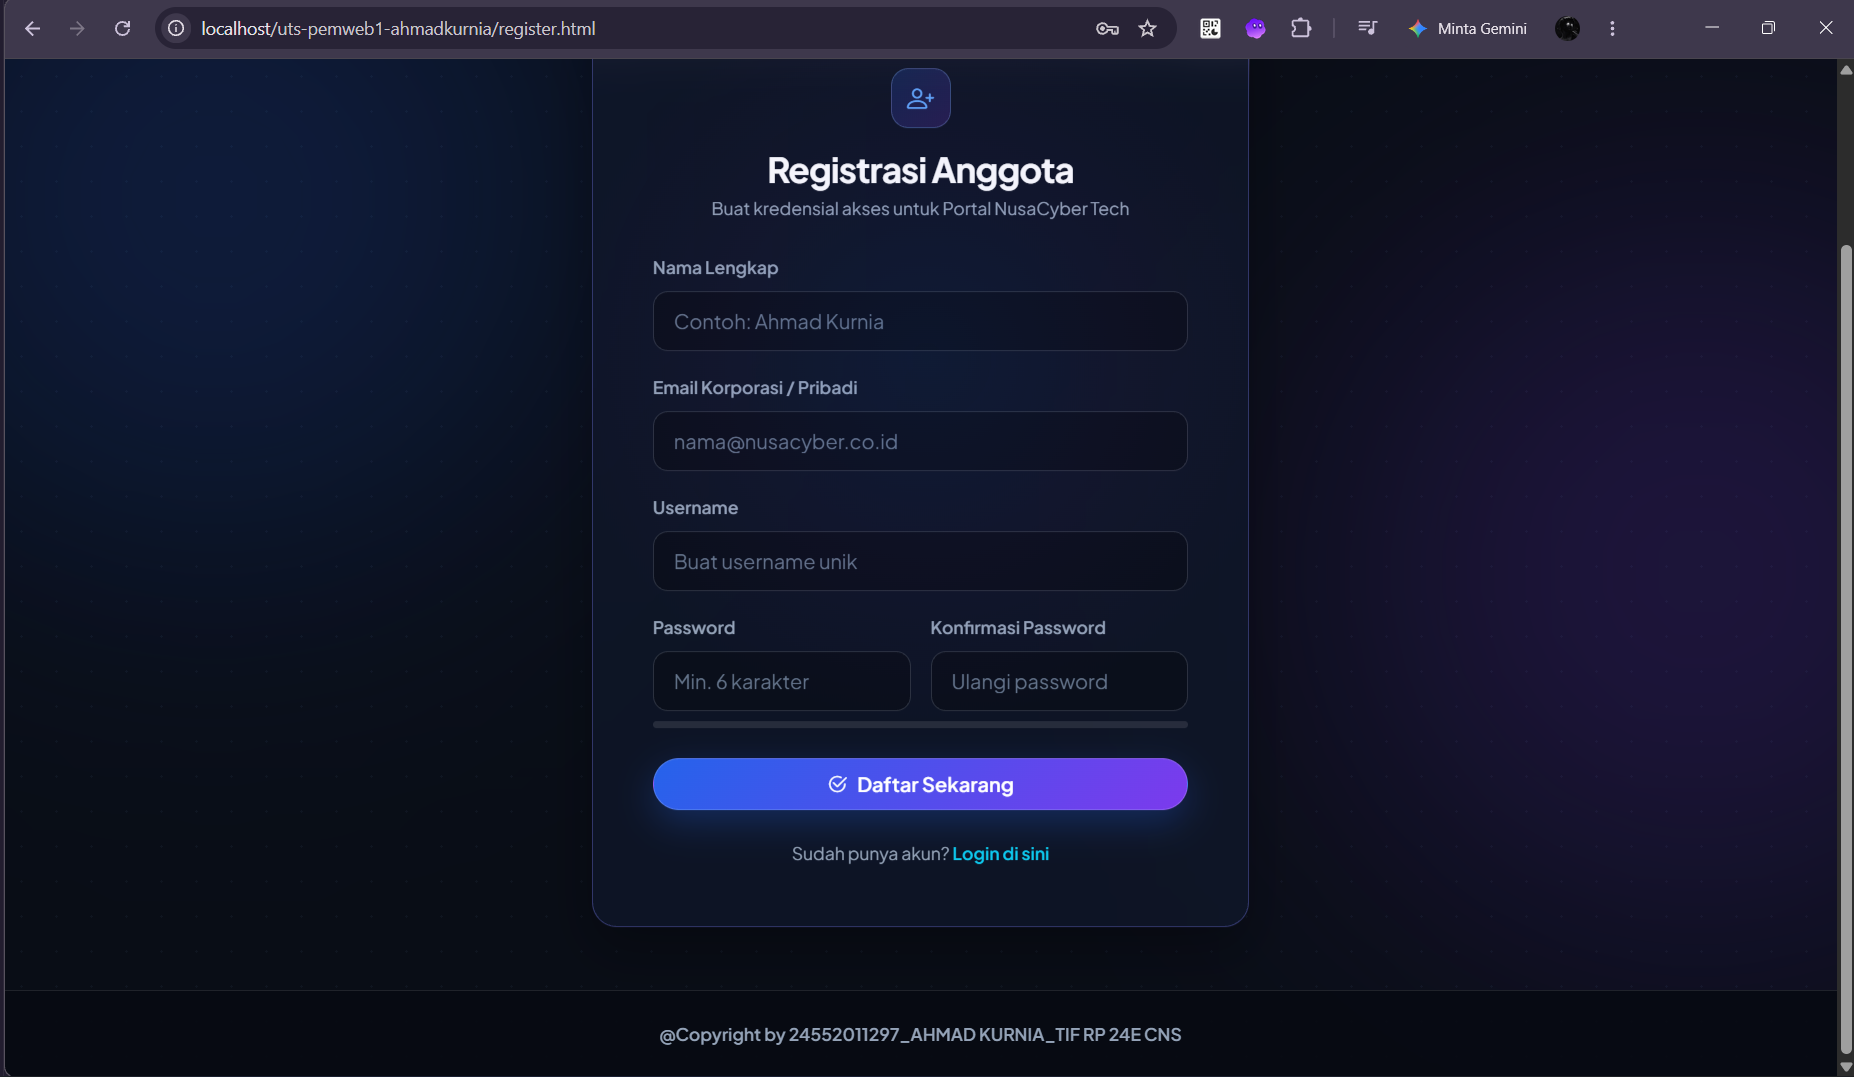 localhost/uts-pemweb1-ahmadkurnia/register.html
Minta Gemini
Registrasi Anggota
Buat kredensial akses untuk Portal NusaCyber Tech
Nama Lengkap
Contoh: Ahmad Kurnia
Email Korporasi / Pribadi
nama@nusacyber.co.id
Username
Buat username unik
Password
Konfirmasi Password
Min. 6 karakter
Ulangi password
Daftar Sekarang
Sudah punya akun? Login di sini
@Copyright by 24552011297_AHMAD KURNIA_TIF RP 24E CNS